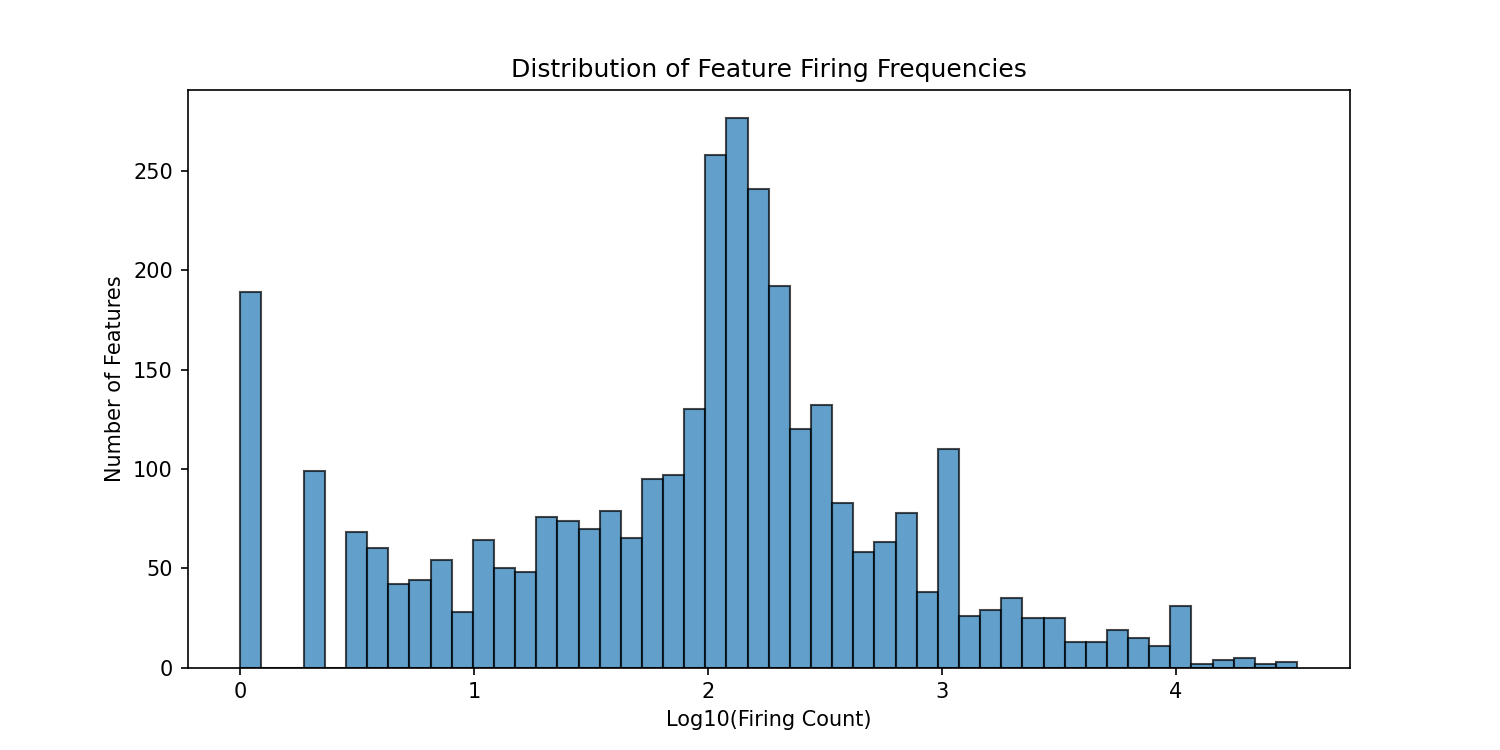 Distribution of Feature Firing Frequencies
Number of Features
250
200
150
100
50
0
0 1 2 3 4
Log10(Firing Count)